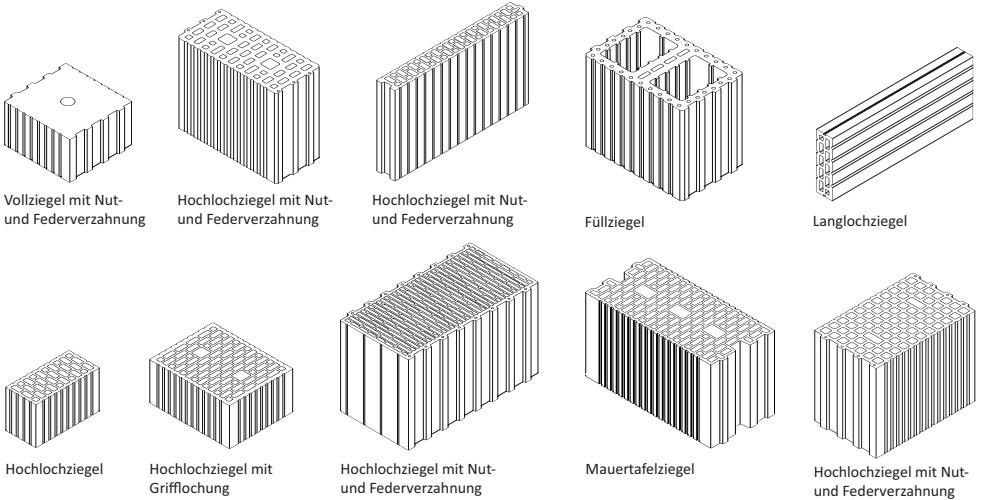 Vollziegel mit Nut-
und Federverzahnung
Hochlochziegel mit Nut-
und Federverzahnung
Hochlochziegel mit Nut-
und Federverzahnung
Füllziegel
Langlochziegel
Hochlochziegel
Hochlochziegel mit
Grifflochung
Hochlochziegel mit Nut-
und Federverzahnung
Mauertafelziegel
Hochlochziegel mit Nut-
und Federverzahnung